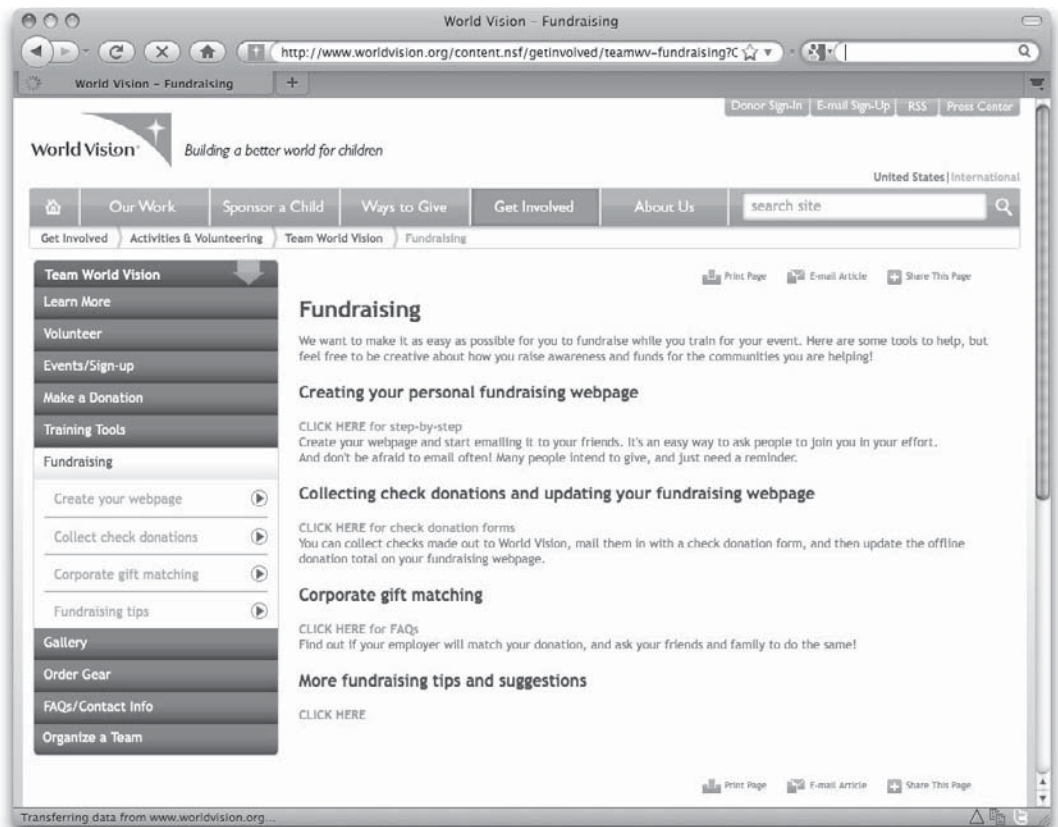 World Vision – Fundraising
http://www.worldvision.org/content.nsf/getinvolved/teamwv-fundraising?C
World Vision – Fundraising
Donor Sign-In E-mail Sign-Up RSS Press Center
World Vision Building a better world for children
United States | International
Our Work Sponsor a Child Ways to Give Get Involved About Us search site
Get Involved Activities & Volunteering Team World Vision Fundraising
Team World Vision
Learn More
Volunteer
Events/Sign-up
Make a Donation
Training Tools
Fundraising
Create your webpage
Collect check donations
Corporate gift matching
Fundraising tips
Gallery
Order Gear
FAQs/Contact Info
Organize a Team
Print Page E-mail Article Share This Page
Fundraising
We want to make it as easy as possible for you to fundraise while you train for your event. Here are some tools to help, but
feel free to be creative about how you raise awareness and funds for the communities you are helping!
Creating your personal fundraising webpage
CLICK HERE for step-by-step
Create your webpage and start emailing it to your friends. It's an easy way to ask people to join you in your effort.
And don't be afraid to email often! Many people intend to give, and just need a reminder.
Collecting check donations and updating your fundraising webpage
CLICK HERE for check donation forms
You can collect checks made out to World Vision, mail them in with a check donation form, and then update the offline
donation total on your fundraising webpage.
Corporate gift matching
CLICK HERE for FAQs
Find out if your employer will match your donation, and ask your friends and family to do the same!
More fundraising tips and suggestions
CLICK HERE
Print Page E-mail Article Share This Page
Transferring data from www.worldvision.org...